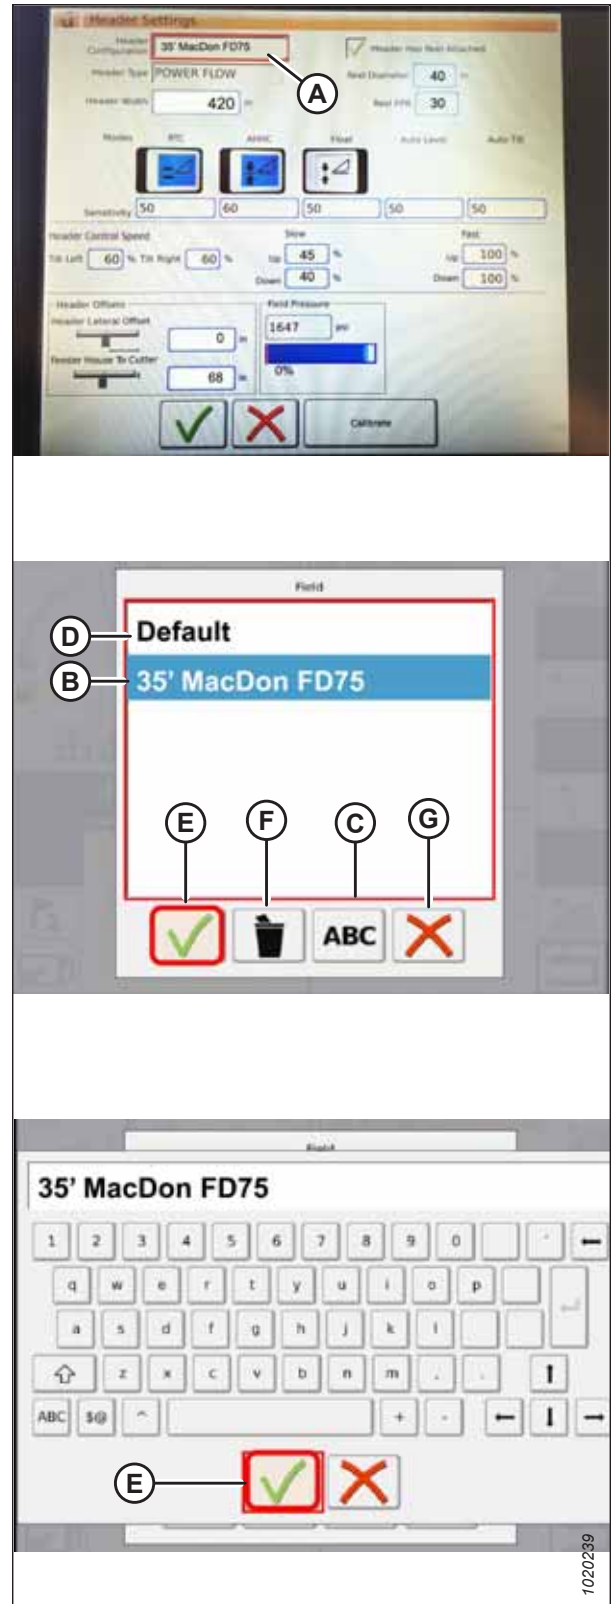 Header Settings
Header Configuration 35' MacDon FD75 Header Has Reel Attached
A
Header Type POWER FLOW Reel Diameter 40 in
Header Width 420 in Reel PPR 30
Modes RTC AHHC Float Auto Level Auto Tilt
Sensitivity 50 60 50 50 50
Header Control Speed Slow Fast
Tilt Left 60 % Tilt Right 60 % Up 45 % Up 100 %
Down 40 % Down 100 %
Header Offsets Field Pressure
Header Lateral Offset 1647 psi
0 in
Feeder House To Cutter 0%
68 in
Calibrate
Field
D Default
B 35' MacDon FD75
E F C G
ABC
Field
35' MacDon FD75
1 2 3 4 5 6 7 8 9 0
q w e r t y u i o p
a s d f g h j k l
z x c v b n m , .
ABC $@ ^ + -
E
1020239